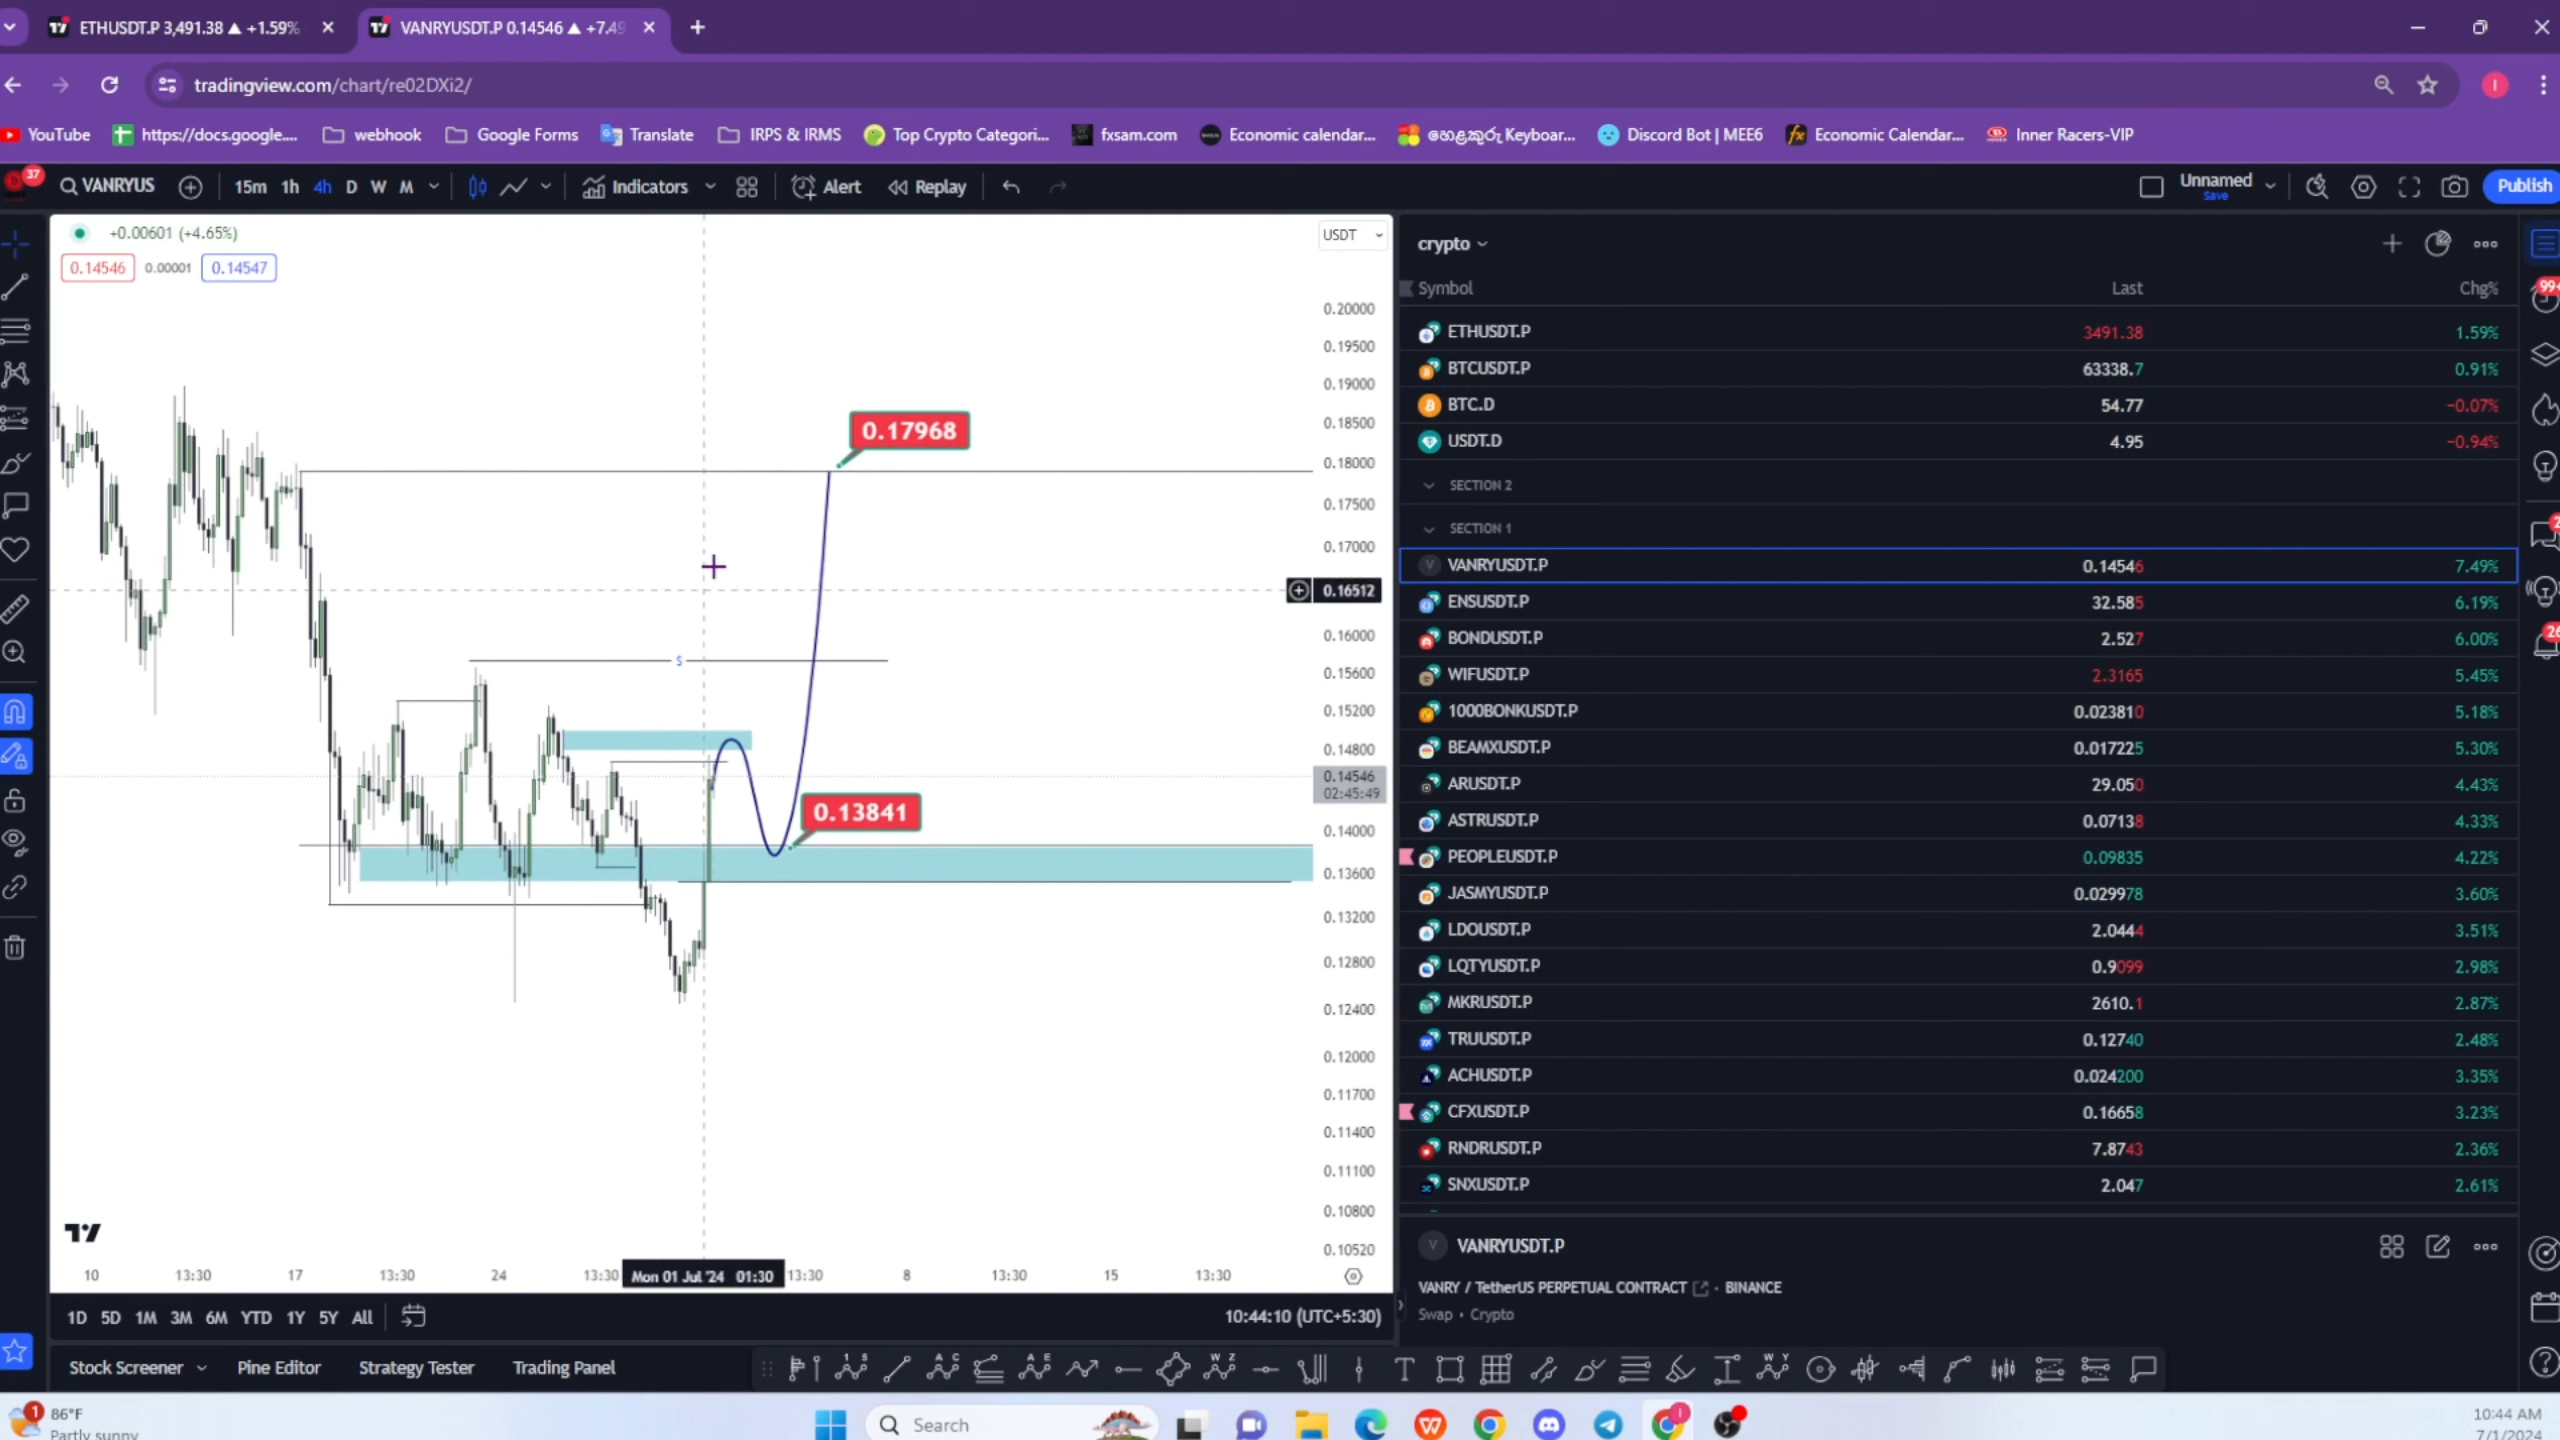 ETHUSDT.P 3,491.38 ▲ +1.59%
VANRYUSDT.P 0.14546 ▲ +7.49
tradingview.com/chart/re02DXi2/
I
YouTube
https://docs.google....
webhook
Google Forms
Translate
IRPS & IRMS
Top Crypto Categori...
fxsam.com
Economic calendar...
හෙළකුරු Keyboar...
Discord Bot | MEE6
Economic Calendar...
Inner Racers-VIP
37
VANRYUS
15m 1h 4h D W M
Indicators
Alert
Replay
Unnamed
Save
Publish
+0.00601 (+4.65%)
0.14546 0.00001 0.14547
USDT
0.20000
0.19500
0.19000
0.18500
0.18000
0.17500
0.17000
0.16512
0.16000
0.15600
0.15200
0.14800
0.14546
02:45:49
0.14000
0.13600
0.13200
0.12800
0.12400
0.12000
0.11700
0.11400
0.11100
0.10800
0.10520
0.17968
$
0.13841
10 13:30 17 13:30 24 13:30 Mon 01 Jul '24 01:30 13:30 8 13:30 15 13:30
1D 5D 1M 3M 6M YTD 1Y 5Y All
10:44:10 (UTC+5:30)
Stock Screener
Pine Editor
Strategy Tester
Trading Panel
crypto
Symbol Last Chg%
ETHUSDT.P 3491.38 1.59%
BTCUSDT.P 63338.7 0.91%
BTC.D 54.77 −0.07%
USDT.D 4.95 −0.94%
SECTION 2
SECTION 1
VANRYUSDT.P 0.14546 7.49%
ENSUSDT.P 32.585 6.19%
BONDUSDT.P 2.527 6.00%
WIFUSDT.P 2.3165 5.45%
1000BONKUSDT.P 0.023810 5.18%
BEAMXUSDT.P 0.017225 5.30%
ARUSDT.P 29.050 4.43%
ASTRUSDT.P 0.07138 4.33%
PEOPLEUSDT.P 0.09835 4.22%
JASMYUSDT.P 0.029978 3.60%
LDOUSDT.P 2.0444 3.51%
LQTYUSDT.P 0.9099 2.98%
MKRUSDT.P 2610.1 2.87%
TRUUSDT.P 0.12740 2.48%
ACHUSDT.P 0.024200 3.35%
CFXUSDT.P 0.16658 3.23%
RNDRUSDT.P 7.8743 2.36%
SNXUSDT.P 2.047 2.61%
V VANRYUSDT.P
VANRY / TetherUS PERPETUAL CONTRACT • BINANCE
Swap • Crypto
99+
26
1
86°F
Partly sunny
Search
10:44 AM
7/1/2024